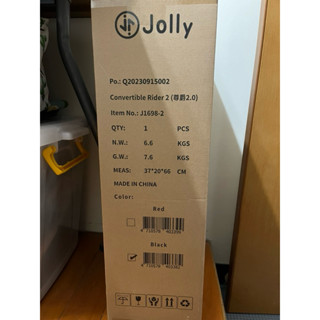 Jolly
Po.: Q20230915002
Convertible Rider 2 (尊爵2.0)
Item No.: J1698-2
QTY: 1 PCS
N.W.: 6.6 KGS
G.W.: 7.6 KGS
MEAS: 37*20*66 CM
MADE IN CHINA
Color:
Red
Black